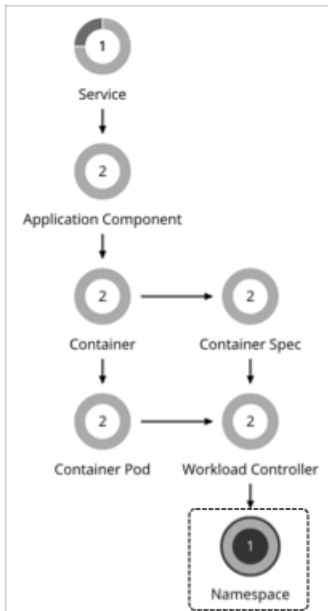 1
Service
2
Application Component
2
2
Container
Container Spec
2
2
Container Pod
Workload Controller
1
Namespace